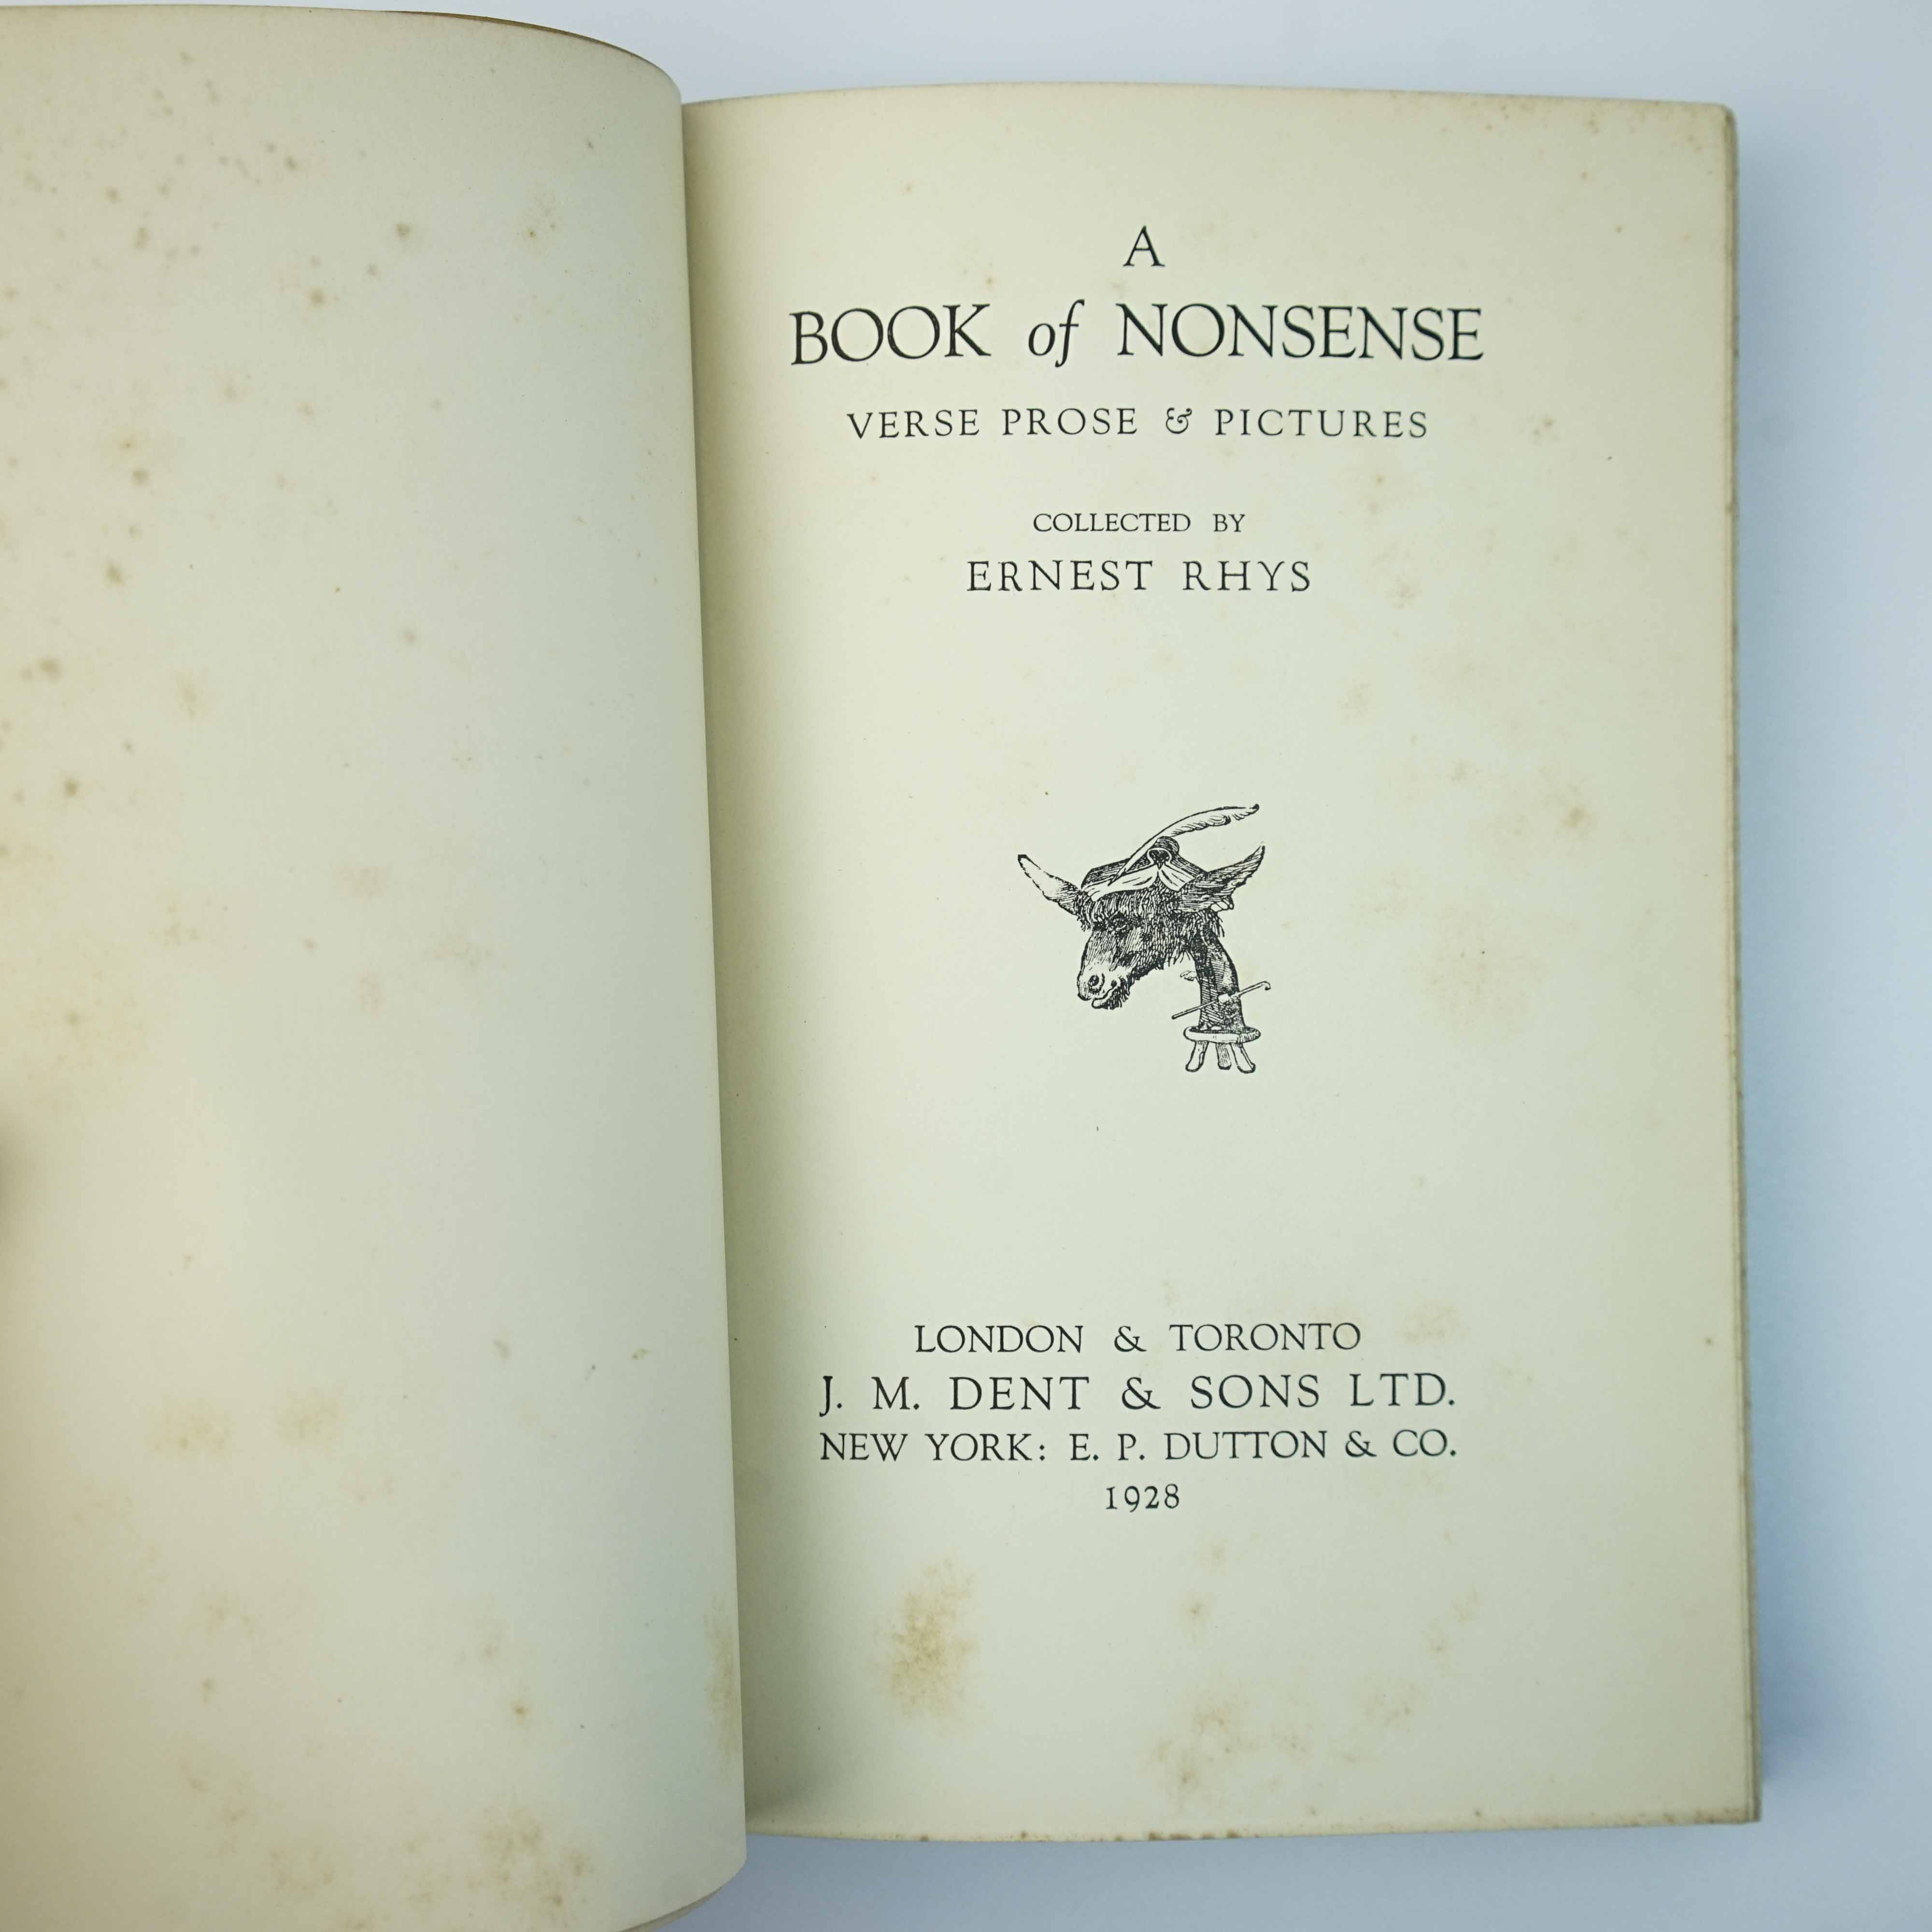 A
BOOK of NONSENSE
VERSE PROSE & PICTURES
COLLECTED BY
ERNEST RHYS
LONDON & TORONTO
J. M. DENT & SONS LTD.
NEW YORK: E. P. DUTTON & CO.
1928